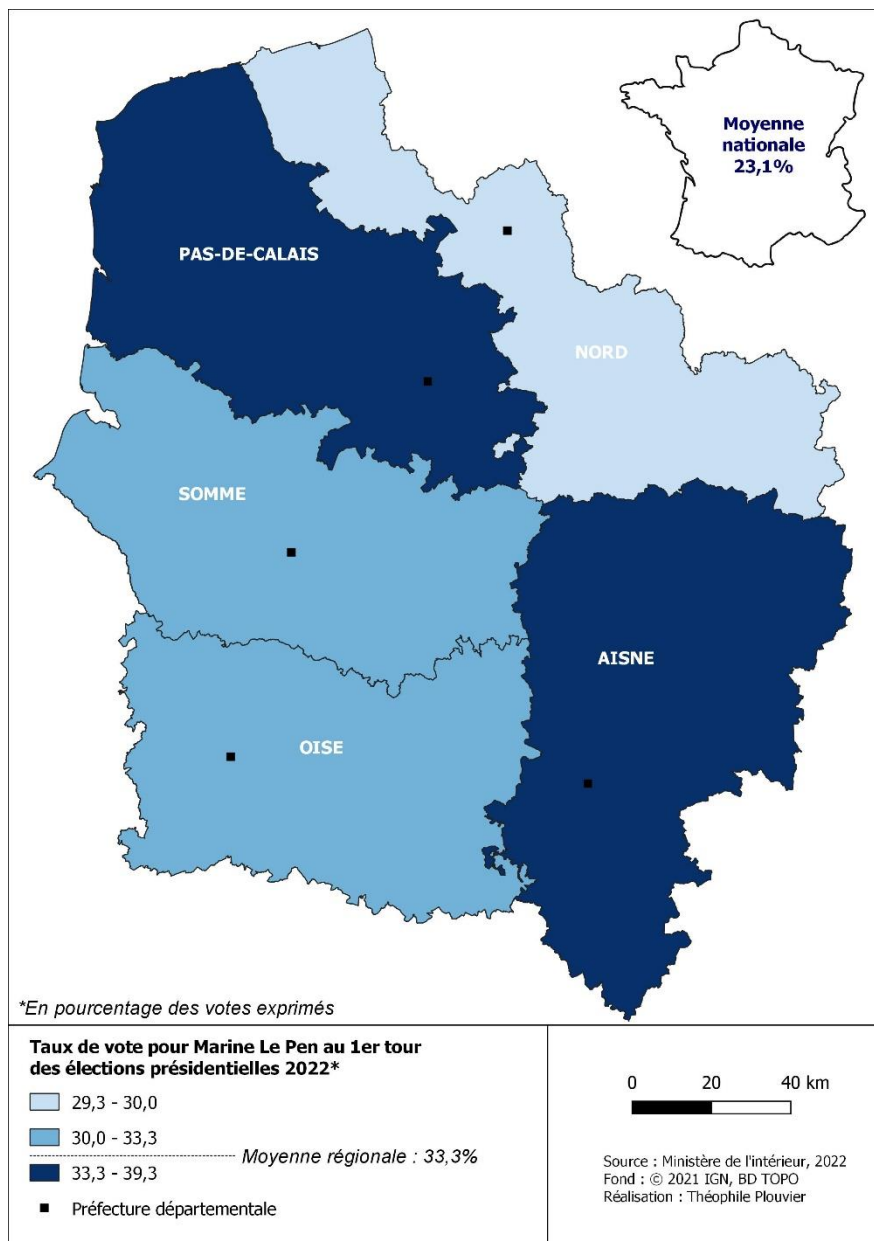 Moyenne
nationale
23,1%
PAS-DE-CALAIS
NORD
SOMME
AISNE
OISE
*En pourcentage des votes exprimés
Taux de vote pour Marine Le Pen au 1er tour
des élections présidentielles 2022*
29,3 - 30,0
30,0 - 33,3
Moyenne régionale : 33,3%
33,3 - 39,3
Préfecture départementale
0 20 40 km
Source : Ministère de l'intérieur, 2022
Fond : © 2021 IGN, BD TOPO
Réalisation : Théophile Plouvier